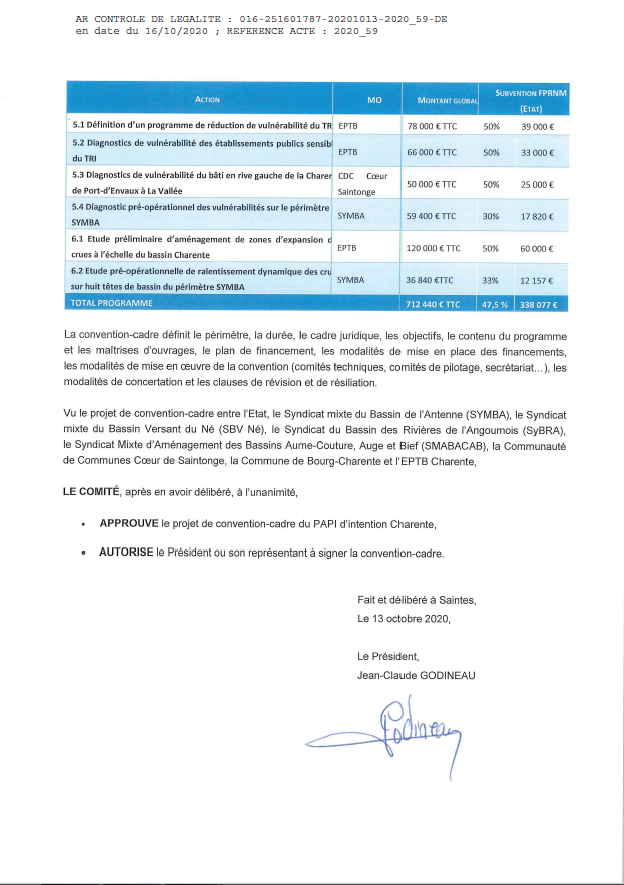 AR CONTROLE DE LEGALITE : 016-251601787-20201013-2020_59-DE
en date du 16/10/2020 ; REFERENCE ACTE : 2020_59
ACTION MO MONTANT GLOBAL SUBVENTION FPRNM (ETAT)
5.1 Définition d'un programme de réduction de vulnérabilité du TR EPTB 78 000 € TTC 50% 39 000 €
5.2 Diagnostics de vulnérabilité des établissements publics sensib
du TRI EPTB 66 000 € TTC 50% 33 000 €
5.3 Diagnostics de vulnérabilité du bâti en rive gauche de la Charen
de Port-d'Envaux à La Vallée CDC Cœur Saintonge 50 000 € TTC 50% 25 000 €
5.4 Diagnostic pré-opérationnel des vulnérabilités sur le périmètre
SYMBA SYMBA 59 400 € TTC 30% 17 820 €
6.1 Etude préliminaire d'aménagement de zones d'expansion d
crues à l'échelle du bassin Charente EPTB 120 000 € TTC 50% 60 000 €
6.2 Etude pré-opérationnelle de ralentissement dynamique des cru
sur huit têtes de bassin du périmètre SYMBA SYMBA 36 840 €TTC 33% 12 157 €
TOTAL PROGRAMME 712 440 € TTC 47,5 % 338 077 €
La convention-cadre définit le périmètre, la durée, le cadre juridique, les objectifs, le contenu du programme
et les maîtrises d'ouvrages, le plan de financement, les modalités de mise en place des financements,
les modalités de mise en œuvre de la convention (comités techniques, comités de pilotage, secrétariat...), les
modalités de concertation et les clauses de révision et de résiliation.
Vu le projet de convention-cadre entre l'Etat, le Syndicat mixte du Bassin de l'Antenne (SYMBA), le Syndicat
mixte du Bassin Versant du Né (SBV Né), le Syndicat du Bassin des Rivières de l'Angoumois (SyBRA),
le Syndicat Mixte d'Aménagement des Bassins Aume-Couture, Auge et Bief (SMABACAB), la Communauté
de Communes Cœur de Saintonge, la Commune de Bourg-Charente et l'EPTB Charente,
LE COMITÉ, après en avoir délibéré, à l'unanimité,
• APPROUVE le projet de convention-cadre du PAPI d'intention Charente,
• AUTORISE le Président ou son représentant à signer la convention-cadre.
Fait et délibéré à Saintes,
Le 13 octobre 2020,
Le Président,
Jean-Claude GODINEAU
Godineau